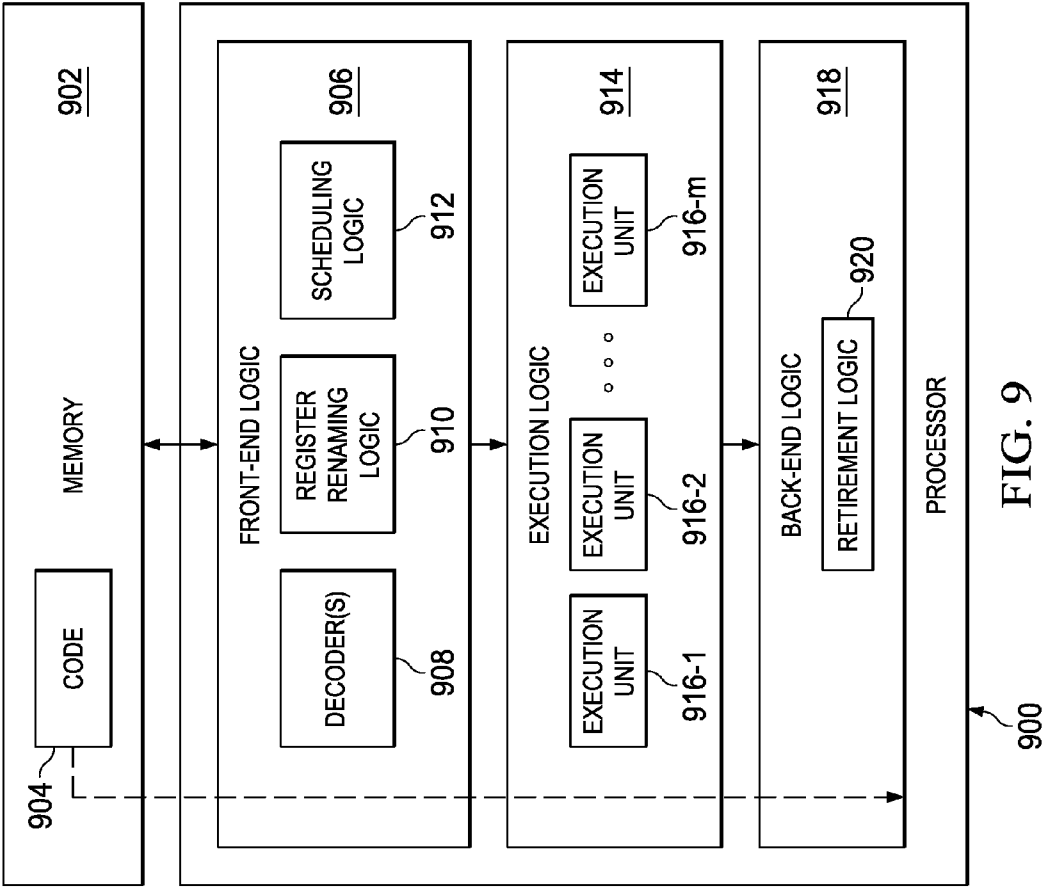 MEMORY
902
CODE
904
FRONT-END LOGIC
906
DECODER(S)
908
REGISTER
RENAMING
LOGIC
910
SCHEDULING
LOGIC
912
EXECUTION LOGIC
914
EXECUTION
UNIT
916-1
EXECUTION
UNIT
916-2
EXECUTION
UNIT
916-m
BACK-END LOGIC
918
RETIREMENT LOGIC
920
PROCESSOR
900
FIG. 9